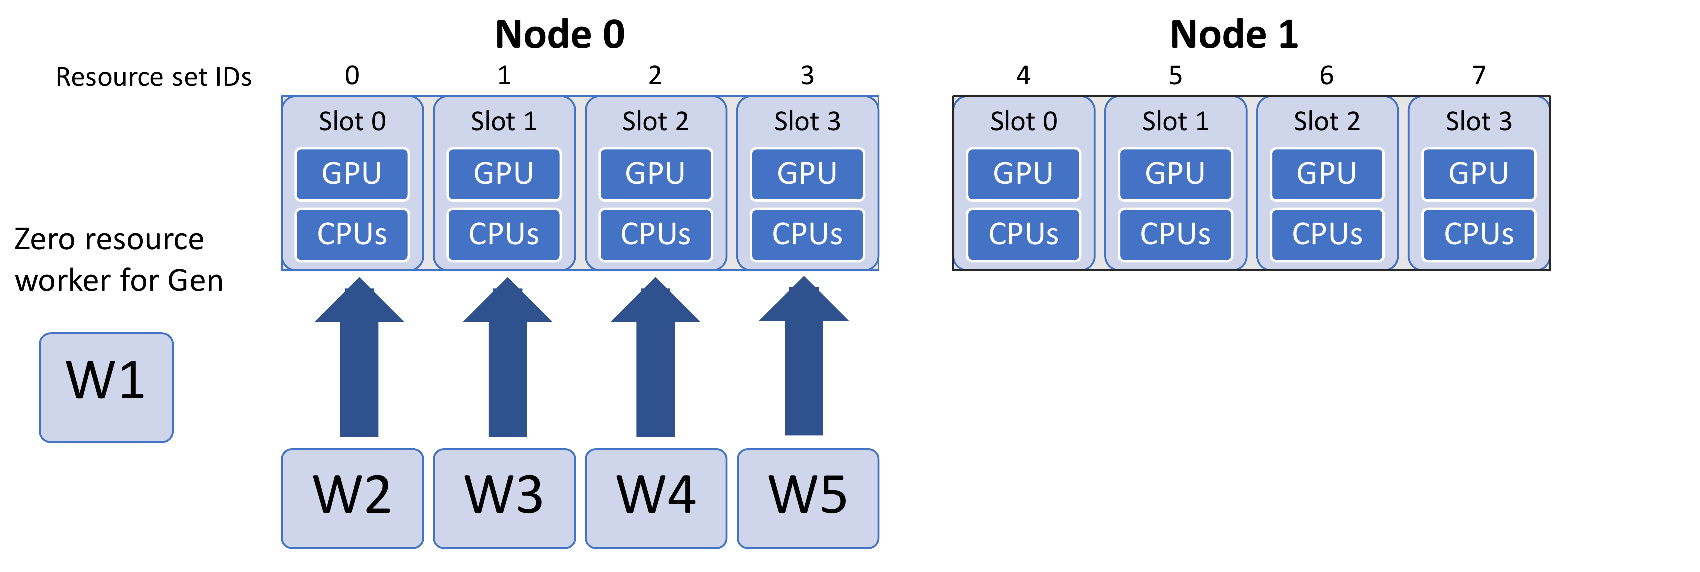 Node 0 Node 1
Resource set IDs 0 1 2 3 4 5 6 7
Slot 0 Slot 1 Slot 2 Slot 3 Slot 0 Slot 1 Slot 2 Slot 3
GPU GPU GPU GPU GPU GPU GPU GPU
CPUs CPUs CPUs CPUs CPUs CPUs CPUs CPUs
Zero resource
worker for Gen
W1
W2 W3 W4 W5